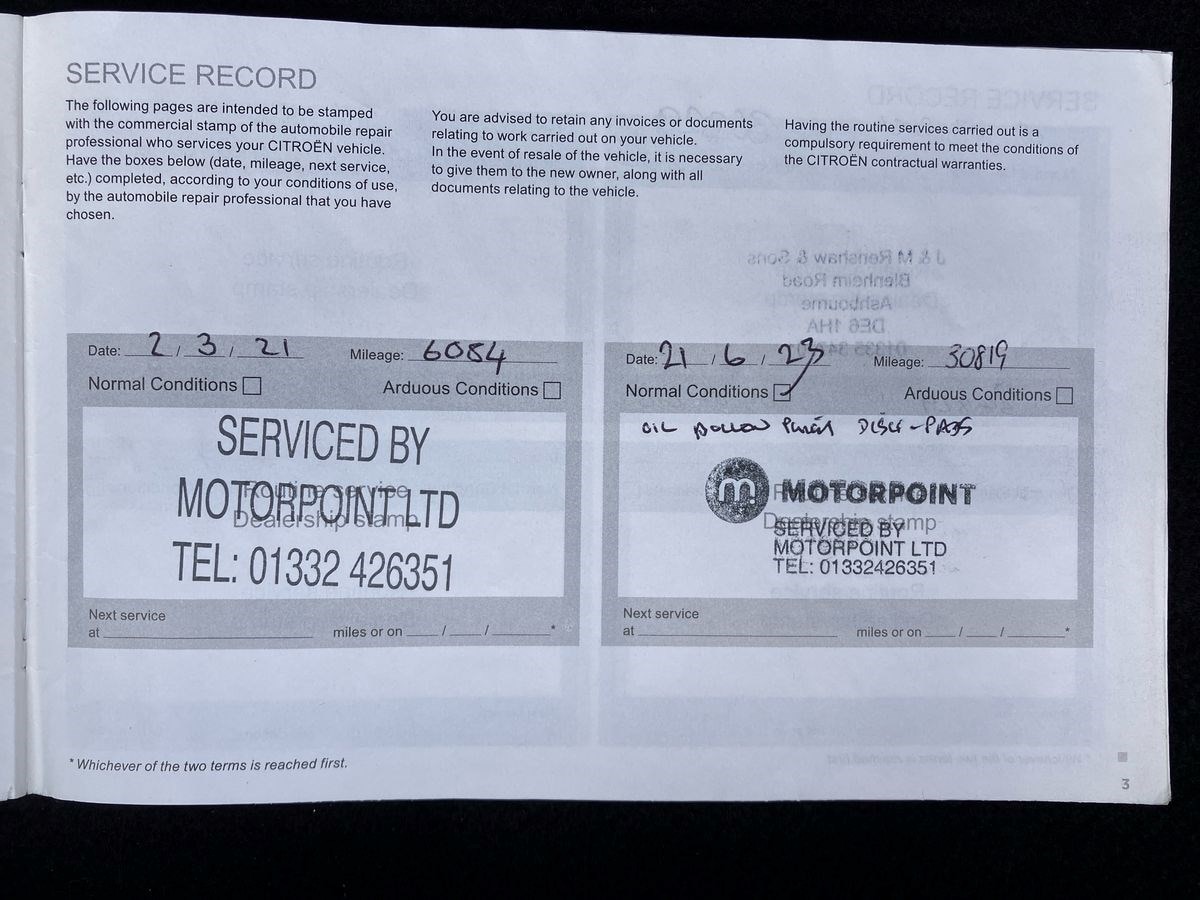 SERVICE RECORD
The following pages are intended to be stamped
with the commercial stamp of the automobile repair
professional who services your CITROËN vehicle.
Have the boxes below (date, mileage, next service,
etc.) completed, according to your conditions of use,
by the automobile repair professional that you have
chosen.
You are advised to retain any invoices or documents
relating to work carried out on your vehicle.
In the event of resale of the vehicle, it is necessary
to give them to the new owner, along with all
documents relating to the vehicle.
Having the routine services carried out is a
compulsory requirement to meet the conditions of
the CITROËN contractual warranties.
Date: 2 / 3 / 21 Mileage: 6084
Normal Conditions Arduous Conditions
SERVICED BY
Routine service
MOTORPOINT LTD
Dealership stamp
TEL: 01332 426351
Next service
at miles or on / / *
Date: 21 / 6 / 23 Mileage: 30819
Normal Conditions Arduous Conditions
OIL DISCS-PADS
m MOTORPOINT
Dealership stamp
SERVICED BY
MOTORPOINT LTD
TEL: 01332426351
Next service
at miles or on / / *
* Whichever of the two terms is reached first.
3